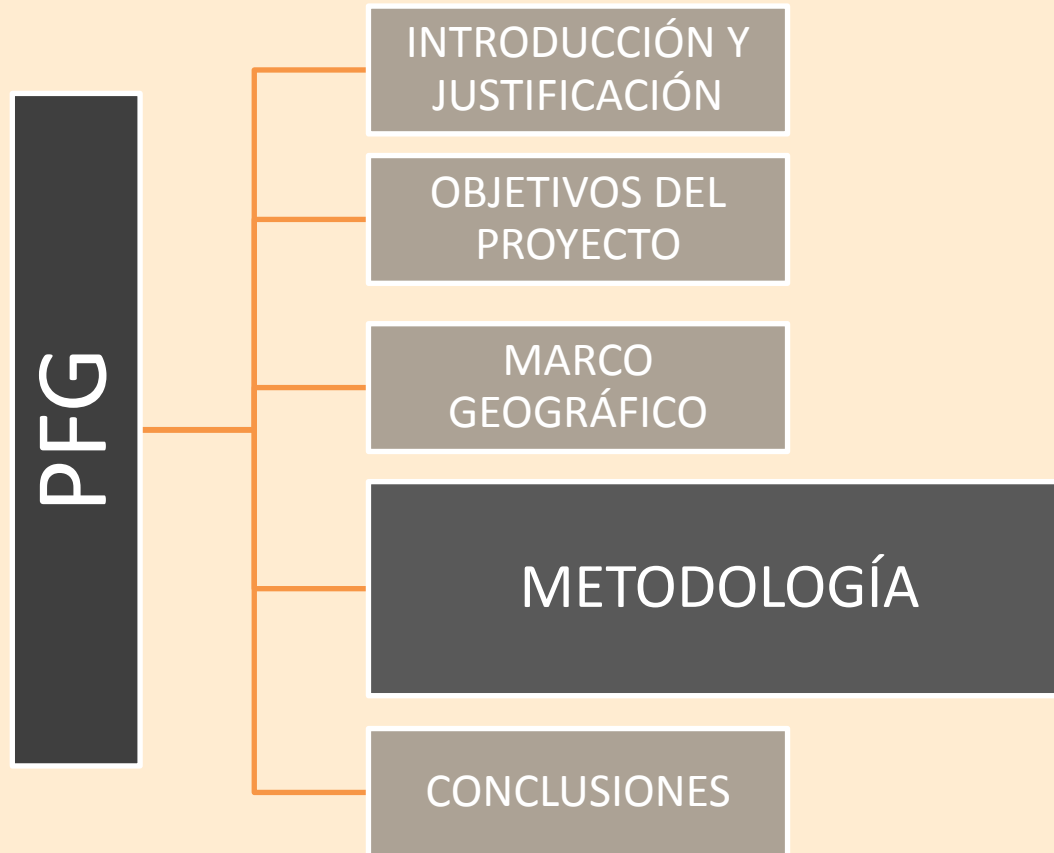 PFG
INTRODUCCIÓN Y
JUSTIFICACIÓN
OBJETIVOS DEL
PROYECTO
MARCO
GEOGRÁFICO
METODOLOGÍA
CONCLUSIONES